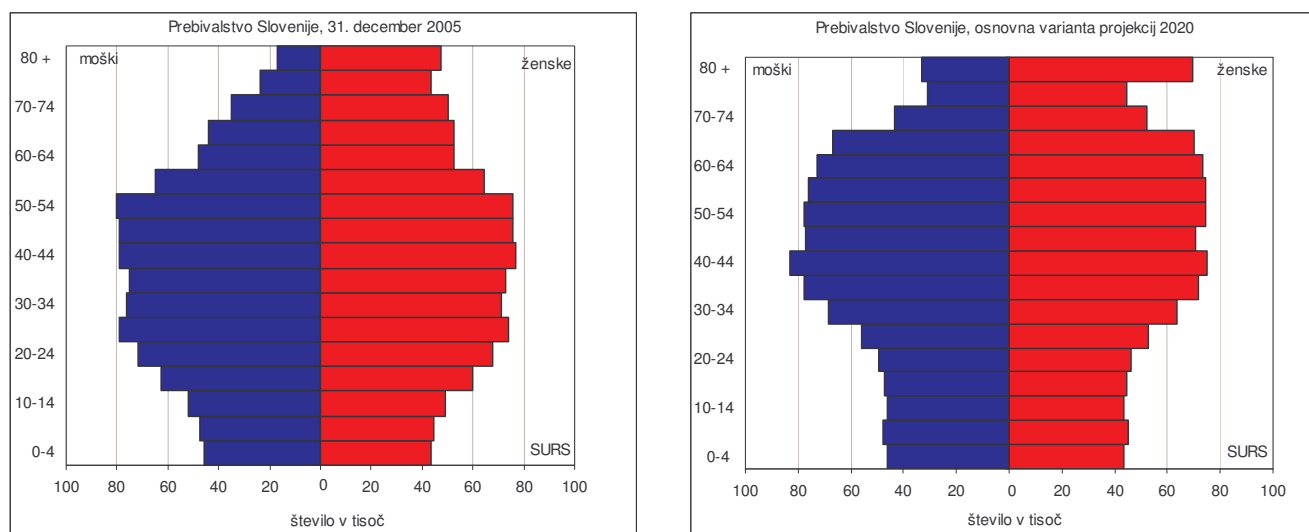 Prebivalstvo Slovenije, 31. december 2005
80 +
moški
ženske
70-74
60-64
50-54
40-44
30-34
20-24
10-14
0-4
SURS
100 80 60 40 20 0 20 40 60 80 100
število v tisoč
Prebivalstvo Slovenije, osnovna varianta projekcij 2020
80 +
moški
ženske
70-74
60-64
50-54
40-44
30-34
20-24
10-14
0-4
SURS
100 80 60 40 20 0 20 40 60 80 100
število v tisoč